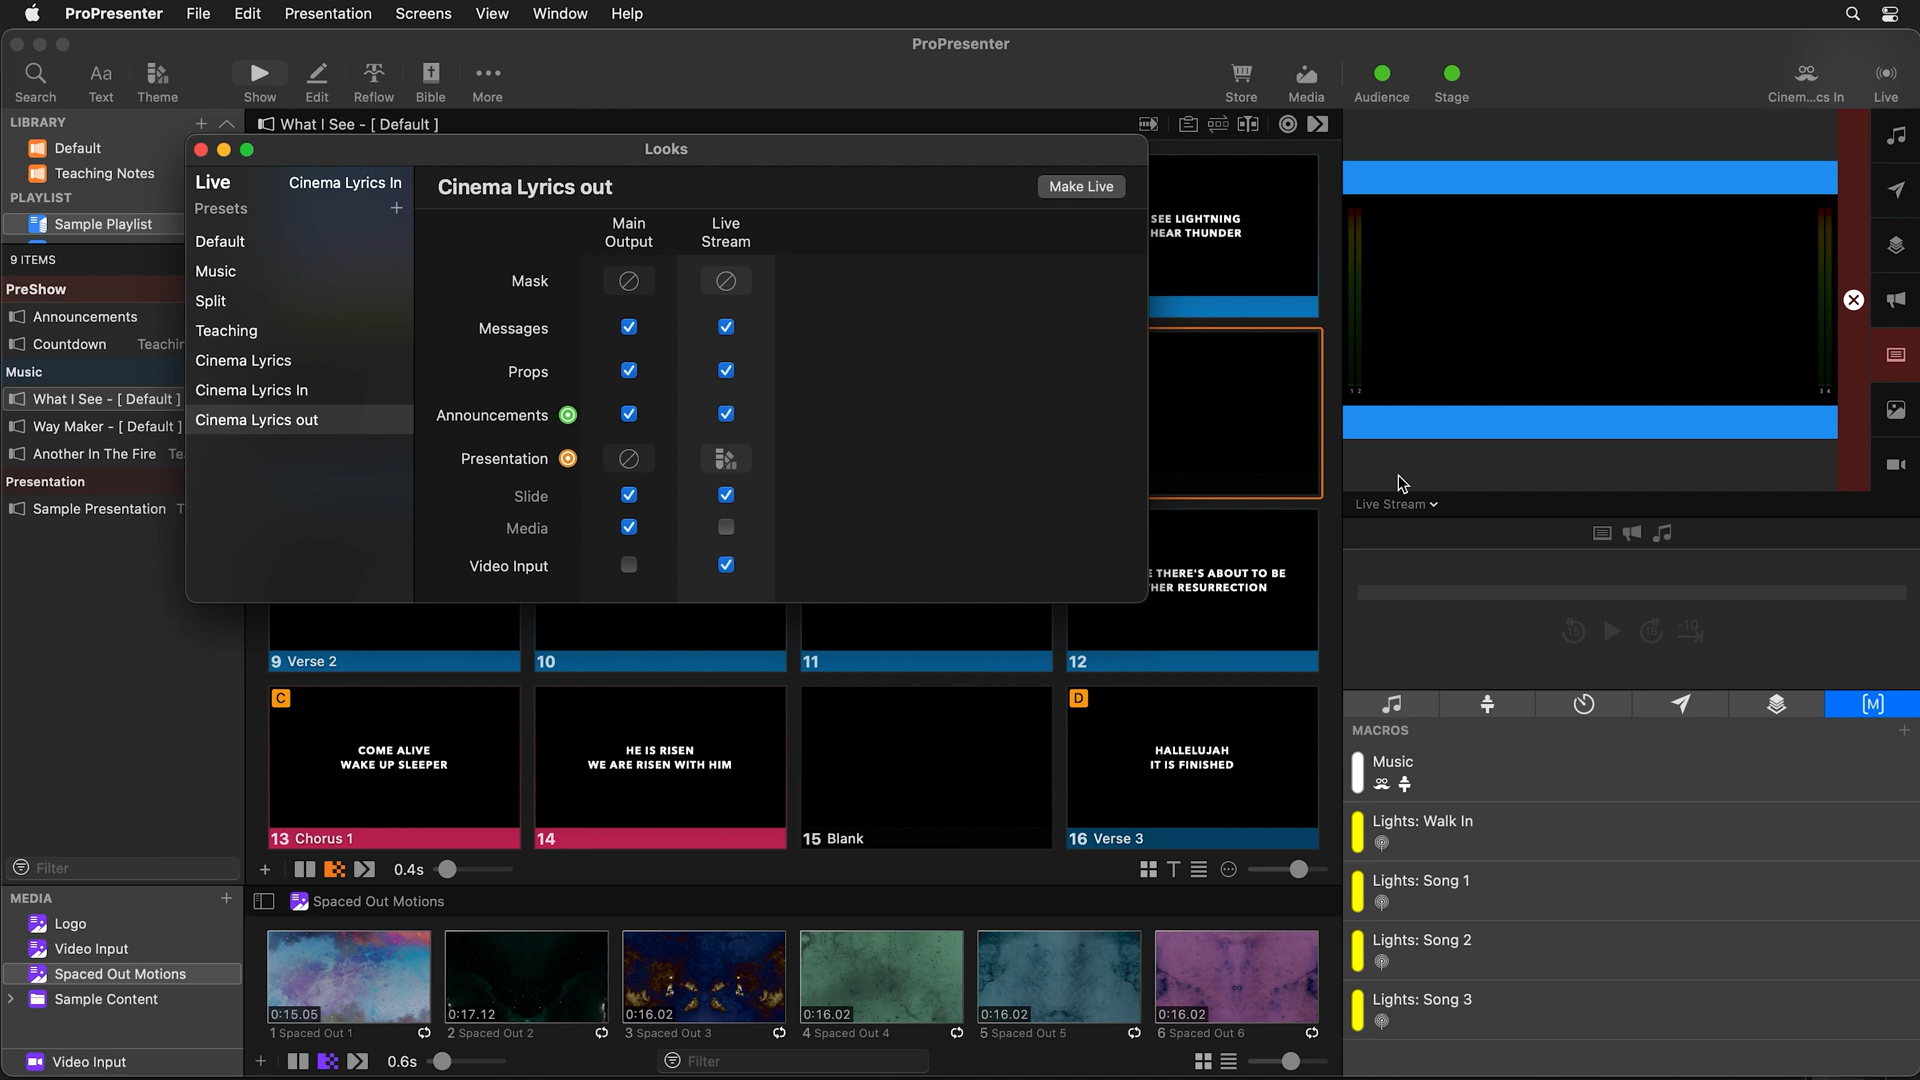 ProPresenter File Edit Presentation Screens View Window Help
ProPresenter
Search Text Theme Show Edit Reflow Bible More Store Media Audience Stage Cinem...cs In Live
LIBRARY
Default
Teaching Notes
PLAYLIST
Sample Playlist
9 ITEMS
PreShow
Announcements
Countdown Teachin
Music
What I See - [ Default ]
Way Maker - [ Default ]
Another In The Fire Te
Presentation
Sample Presentation T
Filter
What I See - [ Default ]
Looks
Live Cinema Lyrics In
Presets
Default
Music
Split
Teaching
Cinema Lyrics
Cinema Lyrics In
Cinema Lyrics out
Cinema Lyrics out
Make Live
Main Output
Live Stream
Mask
Messages
Props
Announcements
Presentation
Slide
Media
Video Input
SEE LIGHTNING
HEAR THUNDER
E THERE'S ABOUT TO BE
HER RESURRECTION
9 Verse 2
10
11
12
C
COME ALIVE
WAKE UP SLEEPER
13 Chorus 1
HE IS RISEN
WE ARE RISEN WITH HIM
14
15 Blank
D
HALLELUJAH
IT IS FINISHED
16 Verse 3
0.4s
1 2
3 4
Live Stream
15
15
-10
[M]
MACROS
Music
Lights: Walk In
Lights: Song 1
Lights: Song 2
Lights: Song 3
MEDIA
Logo
Video Input
Spaced Out Motions
Sample Content
Video Input
Spaced Out Motions
0:15.05
1 Spaced Out 1
0:17.12
2 Spaced Out 2
0:16.02
3 Spaced Out 3
0:16.02
4 Spaced Out 4
0:16.02
5 Spaced Out 5
0:16.02
6 Spaced Out 6
0.6s
Filter